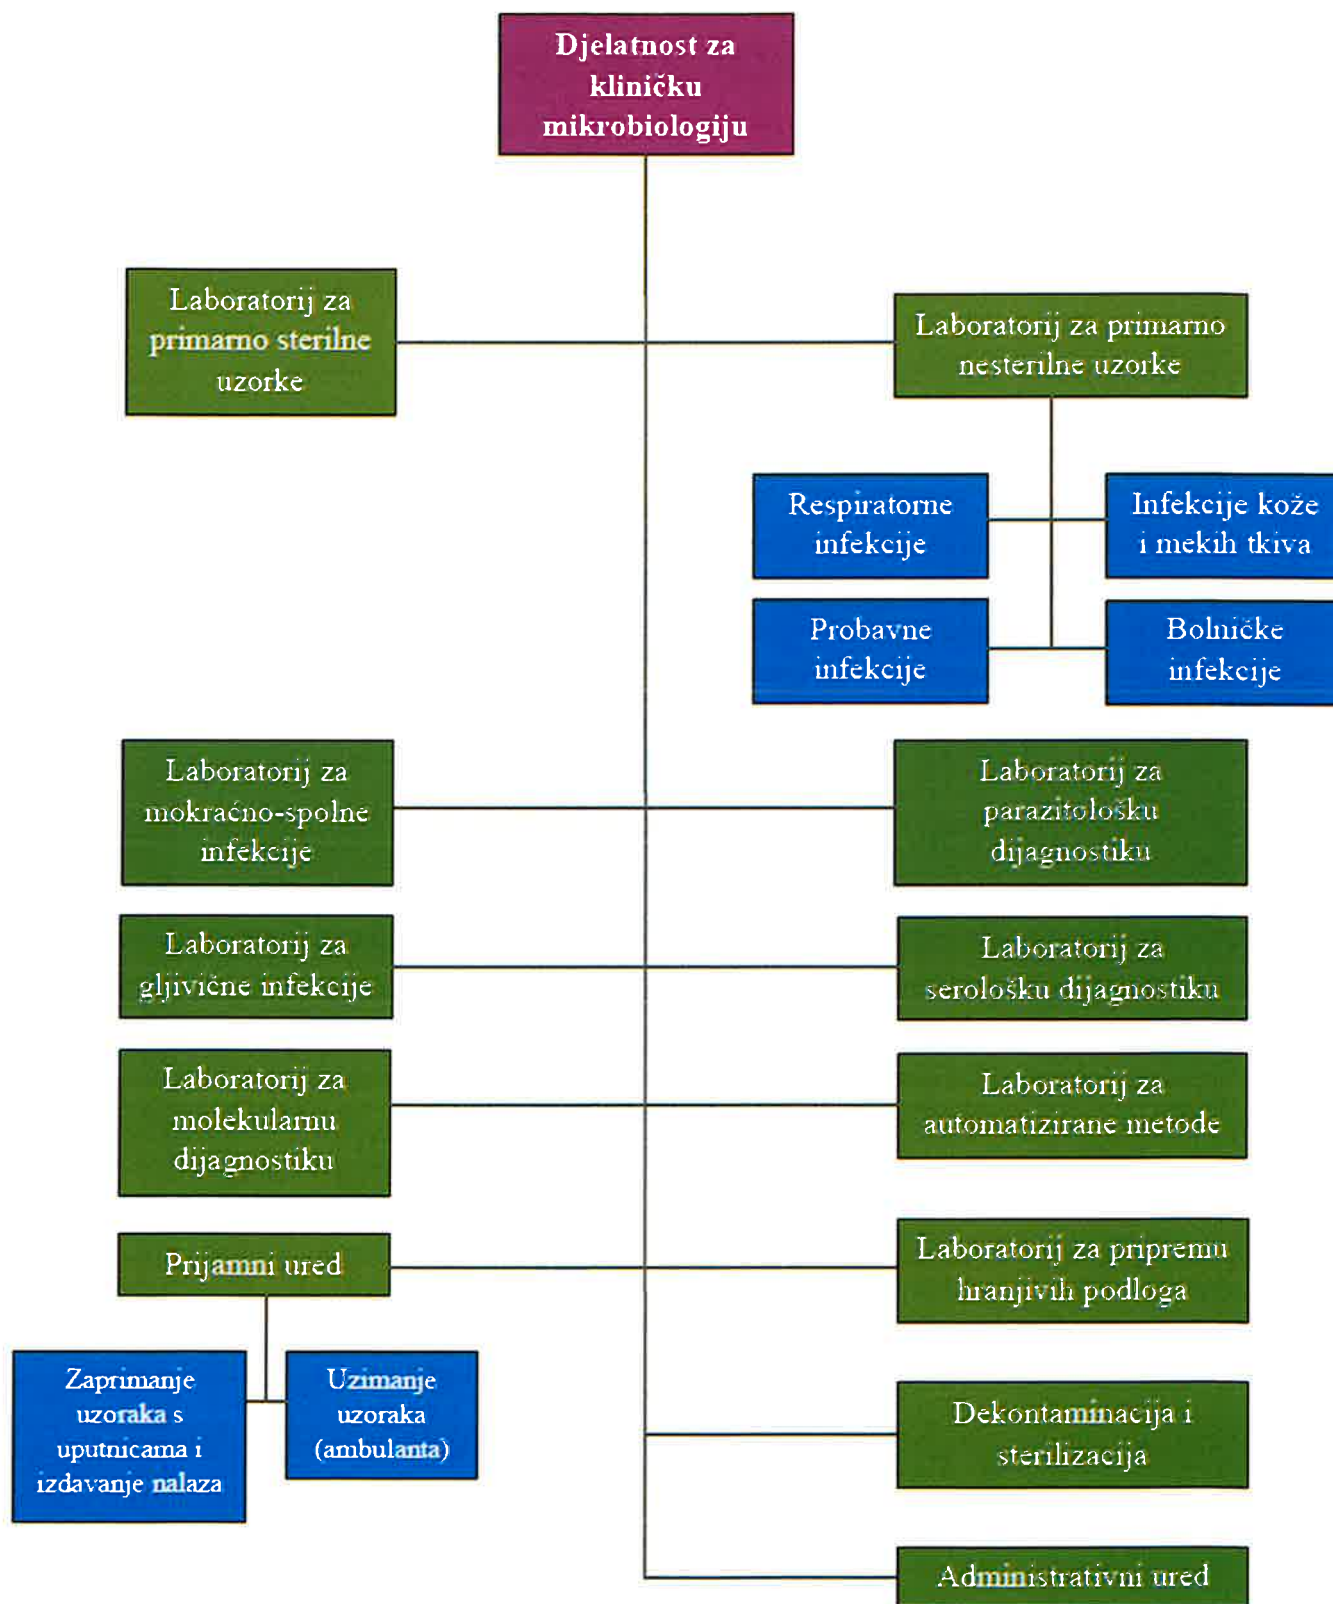 Djelatnost za
kliničku
mikrobiologiju
Laboratorij za
primarno sterilne
uzorke
Laboratorij za primarno
nesterilne uzorke
Respiratorne
infekcije
Infekcije kože
i mekih tkiva
Probavne
infekcije
Bolničke
infekcije
Laboratorij za
mokraćno-spolne
infekcije
Laboratorij za
parazitološku
dijagnostiku
Laboratorij za
gljivične infekcije
Laboratorij za
serološku dijagnostiku
Laboratorij za
molekularnu
dijagnostiku
Laboratorij za
automatizirane metode
Prijamni ured
Laboratorij za pripremu
hranjivih podloga
Zaprimanje
uzoraka s
uputnicama i
izdavanje nalaza
Uzimanje
uzoraka
(ambulanta)
Dekontaminacija i
sterilizacija
Administrativni ured